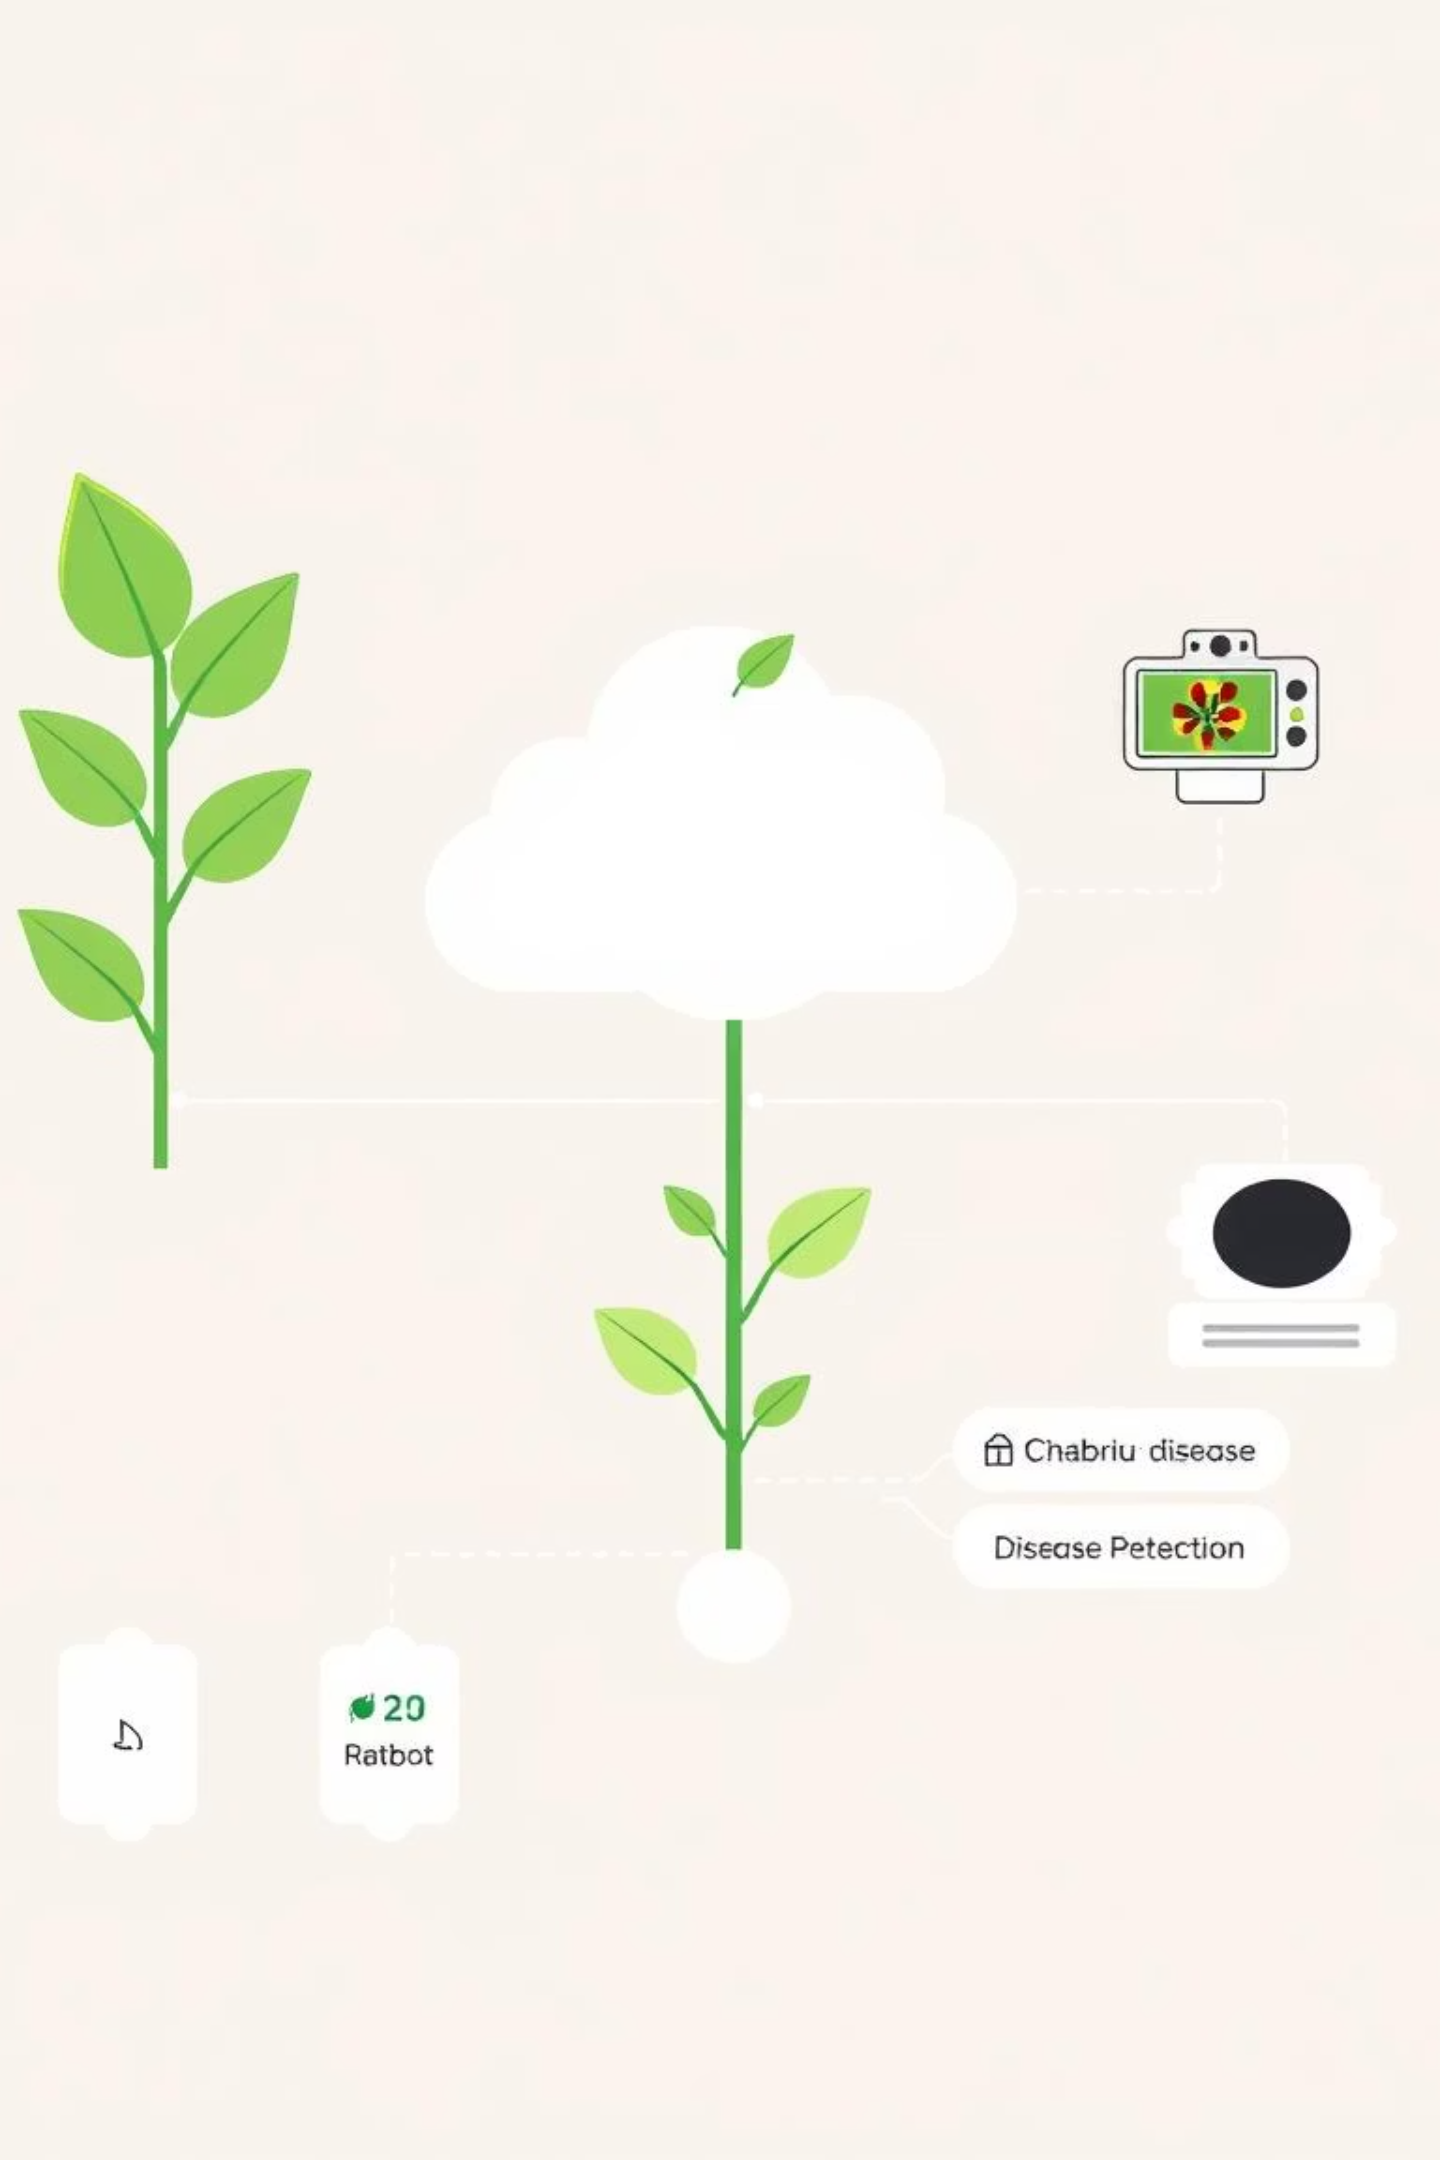 Chabriu disease
Disease Petection
20
Ratbot